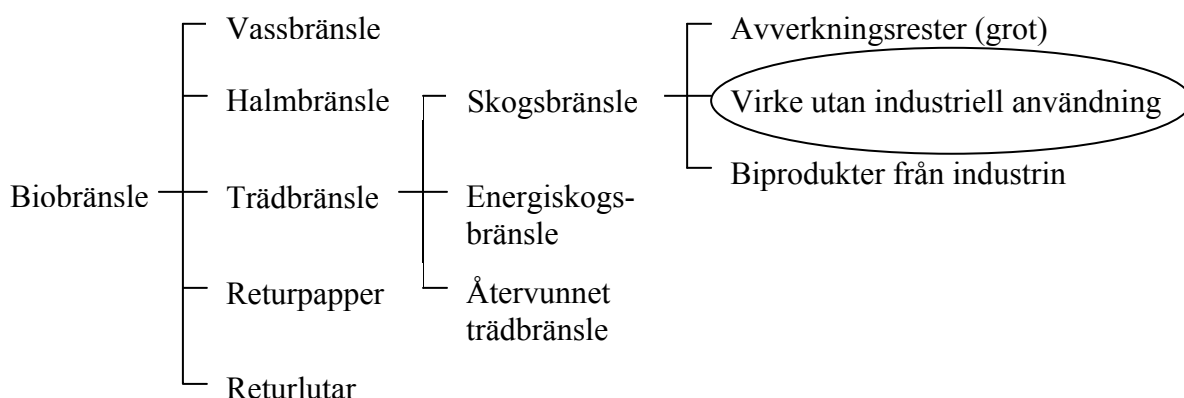 Biobränsle
Vassbränsle
Halmbränsle
Trädbränsle
Returpapper
Returlutar
Skogsbränsle
Energiskogs-
bränsle
Återvunnet
trädbränsle
Avverkningsrester (grot)
Virke utan industriell användning
Biprodukter från industrin